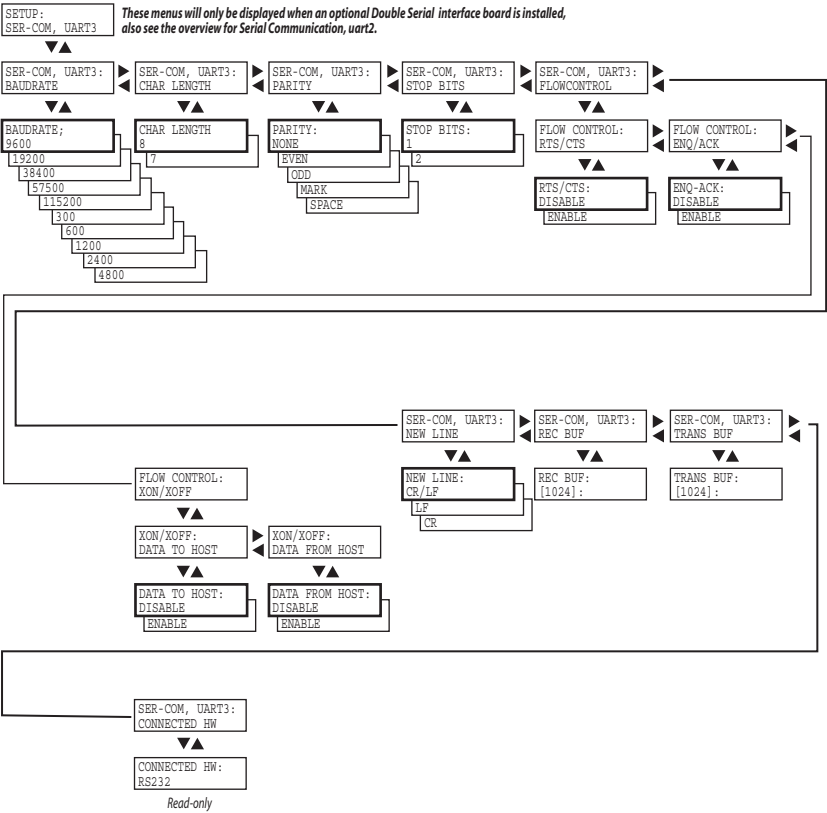 SETUP:
SER-COM, UART3
These menus will only be displayed when an optional Double Serial interface board is installed,
also see the overview for Serial Communication, uart2.
SER-COM, UART3:
BAUDRATE
SER-COM, UART3:
CHAR LENGTH
SER-COM, UART3:
PARITY
SER-COM, UART3:
STOP BITS
SER-COM, UART3:
FLOWCONTROL
BAUDRATE;
9600
19200
38400
57500
115200
300
600
1200
2400
4800
CHAR LENGTH
8
7
PARITY:
NONE
EVEN
ODD
MARK
SPACE
STOP BITS:
1
2
FLOW CONTROL:
RTS/CTS
RTS/CTS:
DISABLE
ENABLE
FLOW CONTROL:
ENQ/ACK
ENQ-ACK:
DISABLE
ENABLE
SER-COM, UART3:
NEW LINE
SER-COM, UART3:
REC BUF
SER-COM, UART3:
TRANS BUF
NEW LINE:
CR/LF
LF
CR
REC BUF:
[1024]:
TRANS BUF:
[1024]:
FLOW CONTROL:
XON/XOFF
XON/XOFF:
DATA TO HOST
XON/XOFF:
DATA FROM HOST
DATA TO HOST:
DISABLE
ENABLE
DATA FROM HOST:
DISABLE
ENABLE
SER-COM, UART3:
CONNECTED HW
CONNECTED HW:
RS232
Read-only